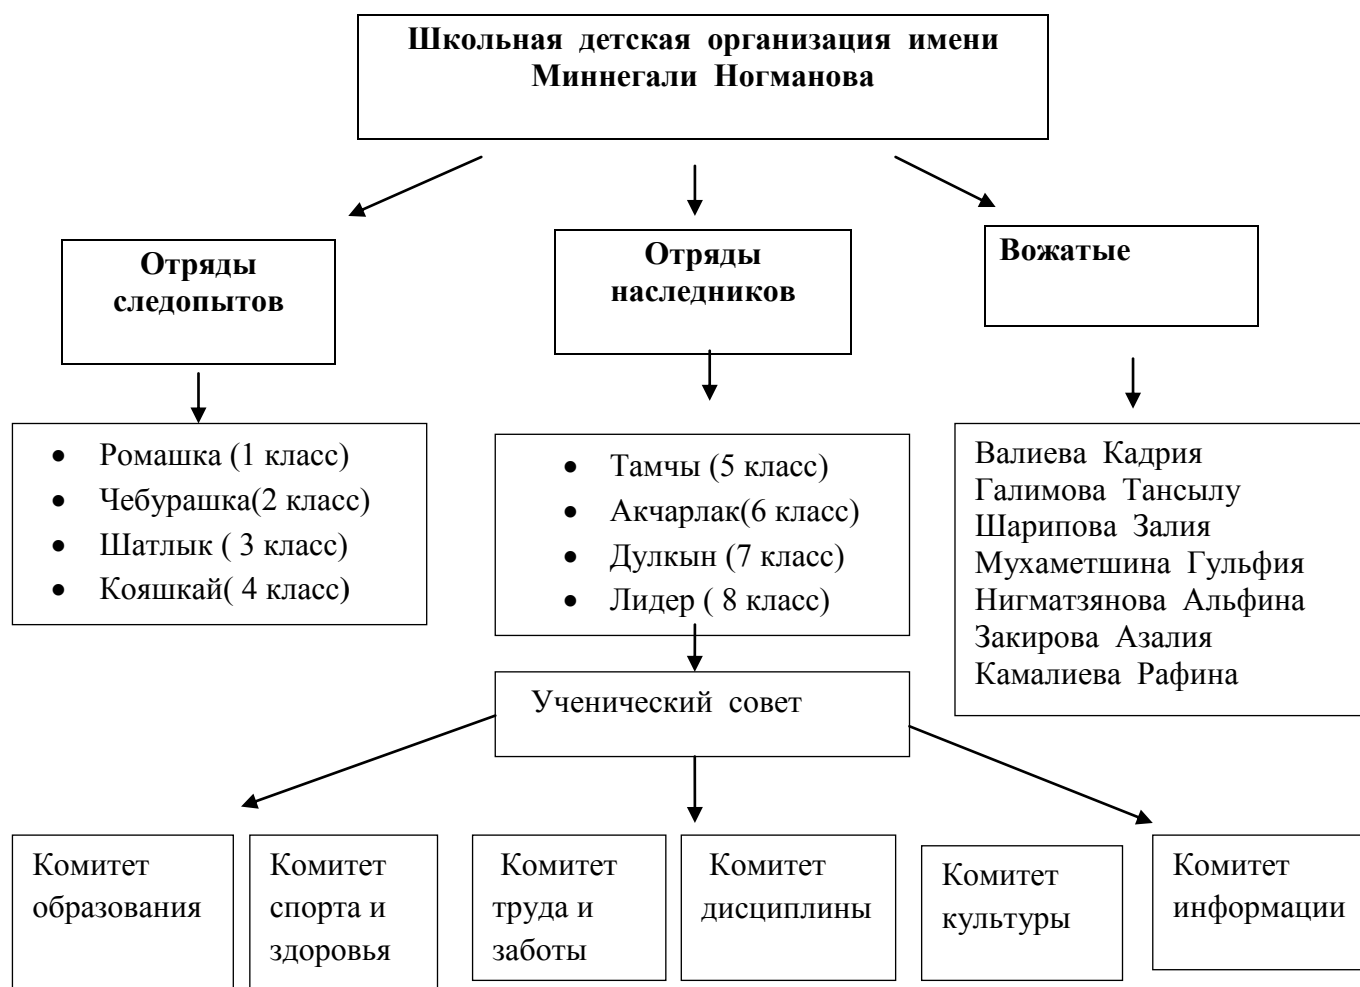 Школьная детская организация имени
Миннегали Ногманова
Отряды
следопытов
Отряды
наследников
Вожатые
• Ромашка (1 класс)
• Чебурашка(2 класс)
• Шатлык ( 3 класс)
• Кояшкай( 4 класс)
• Тамчы (5 класс)
• Акчарлак(6 класс)
• Дулкын (7 класс)
• Лидер ( 8 класс)
Валиева Кадрия
Галимова Тансылу
Шарипова Залия
Мухаметшина Гульфия
Нигматзянова Альфина
Закирова Азалия
Камалиева Рафина
Ученический совет
Комитет
образования
Комитет
спорта и
здоровья
Комитет
труда и
заботы
Комитет
дисциплины
Комитет
культуры
Комитет
информации